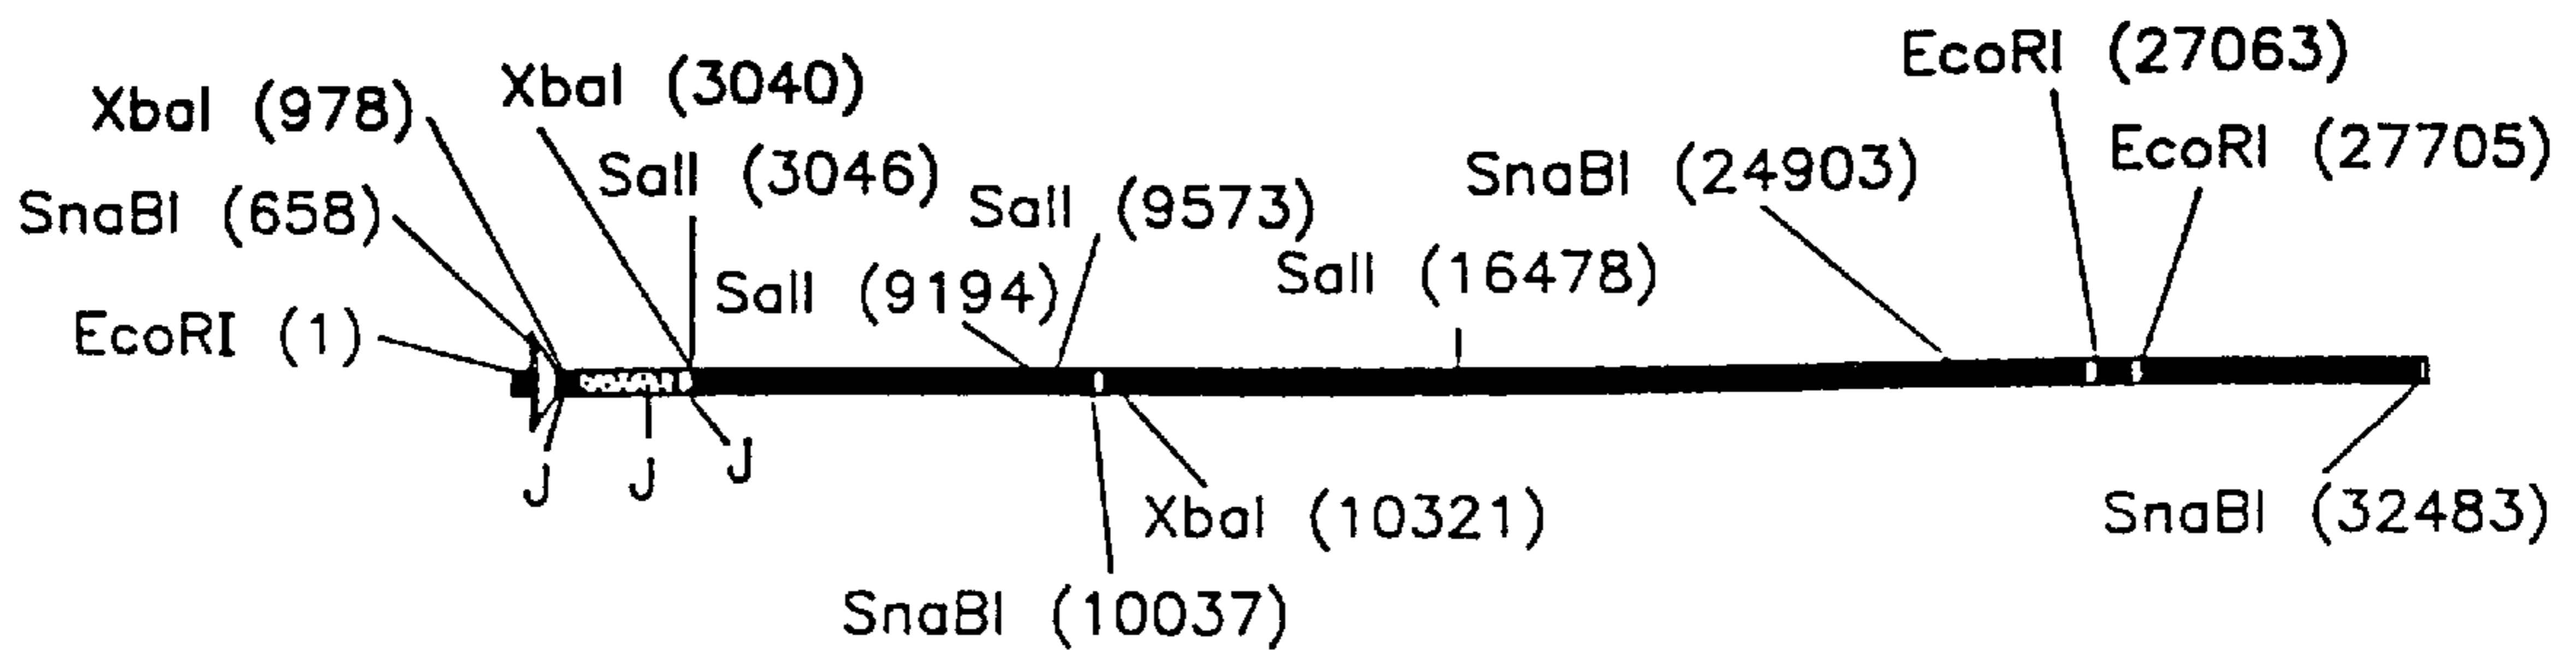 EcoRI (27063)
XbaI (3040)
XbaI (978)
EcoRI (27705)
SalI (3046)
SnaBI (24903)
SnaBI (658)
SalI (9573)
SalI (16478)
SalI (9194)
EcoRI (1)
J
J
J
XbaI (10321)
SnaBI (32483)
SnaBI (10037)